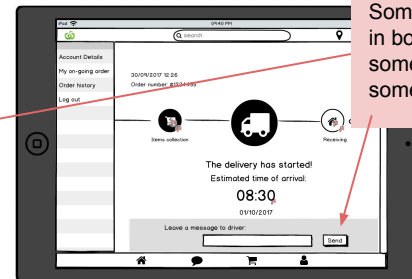 iPad
09:40 PM
search
Account Details
My on-going order
Order history
Log out
30/09/2017 12:26
Order number: #1234455
Items collection
Receiving
The delivery has started!
Estimated time of arrival:
08:30
01/10/2017
Leave a message to driver:
Send
Som
in bo
some
some